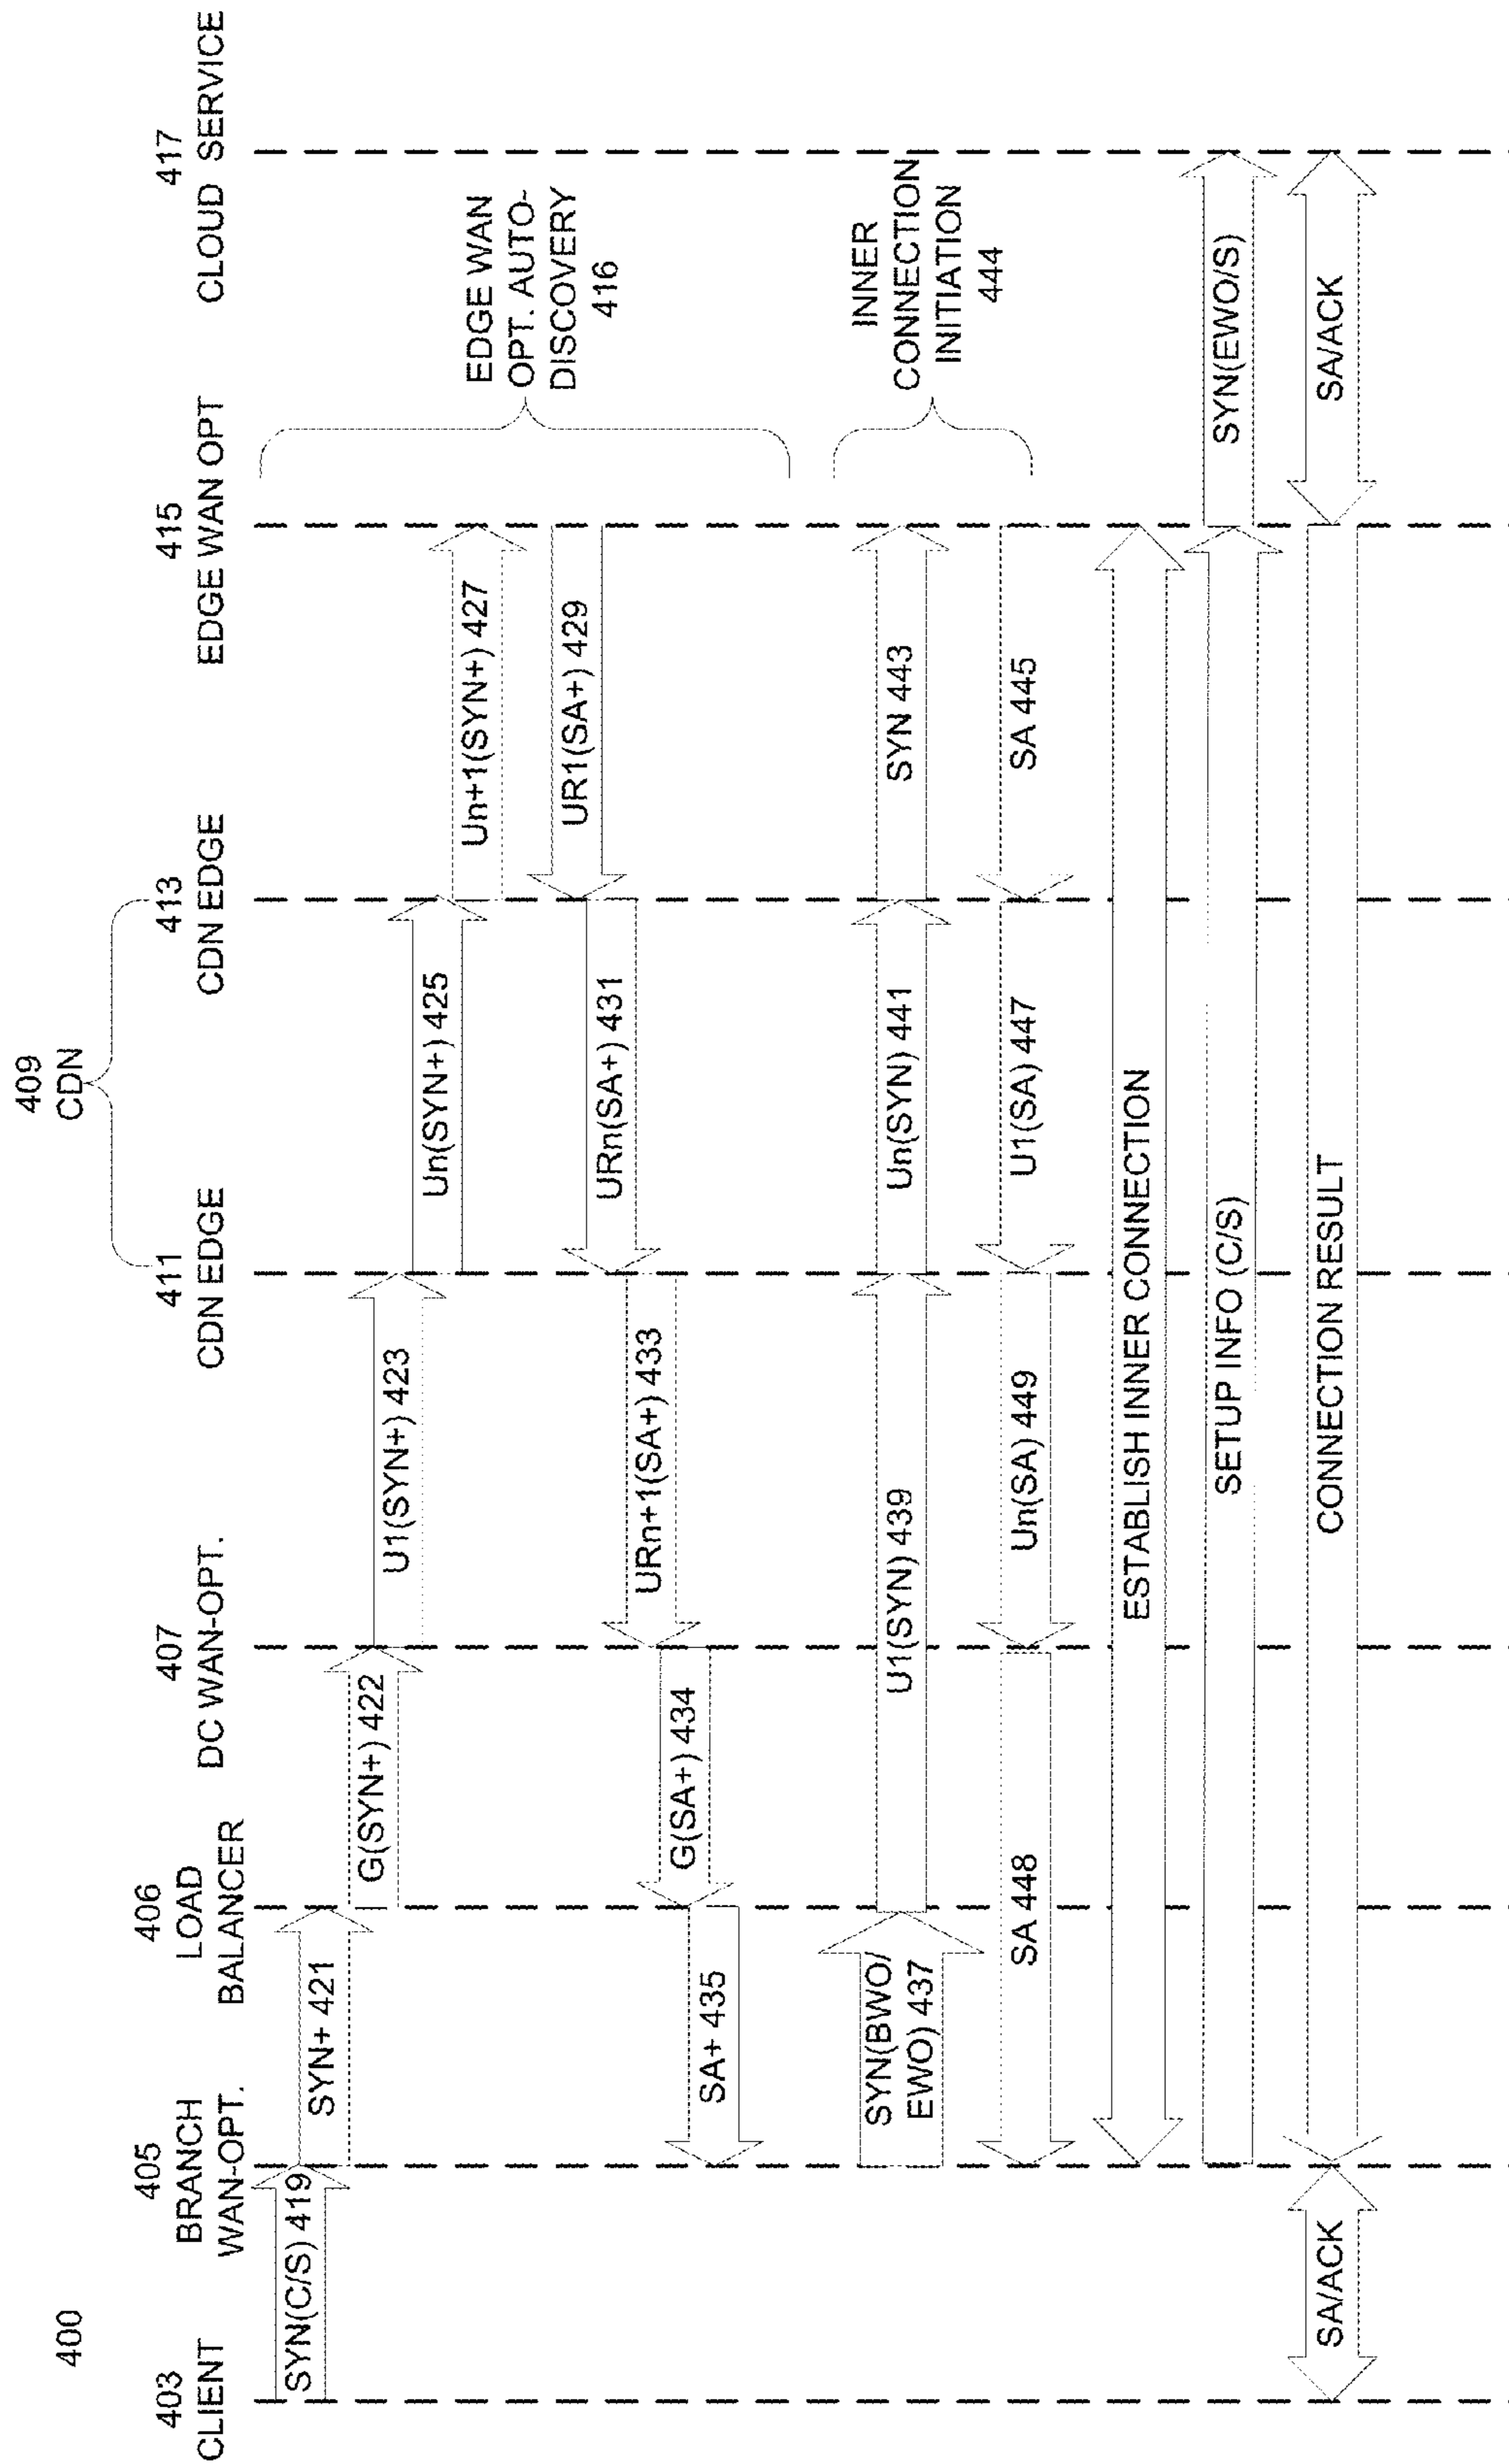 400
409
CDN
403
CLIENT
405
BRANCH
WAN-OPT.
406
LOAD
BALANCER
407
DC WAN-OPT.
411
CDN EDGE
413
CDN EDGE
415
EDGE WAN OPT
417
CLOUD SERVICE
SYN(C/S) 419
SYN+ 421
G(SYN+) 422
U1(SYN+) 423
Un(SYN+) 425
Un+1(SYN+) 427
EDGE WAN
OPT. AUTO-
DISCOVERY
416
UR1(SA+) 429
URn(SA+) 431
URn+1(SA+) 433
G(SA+) 434
SA+ 435
SYN(BWO/
EWO) 437
U1(SYN) 439
Un(SYN) 441
SYN 443
INNER
CONNECTION
INITIATION
444
SA 448
Un(SA) 449
U1(SA) 447
SA 445
ESTABLISH INNER CONNECTION
SETUP INFO (C/S)
SYN(EWO/S)
SA/ACK
CONNECTION RESULT
SA/ACK